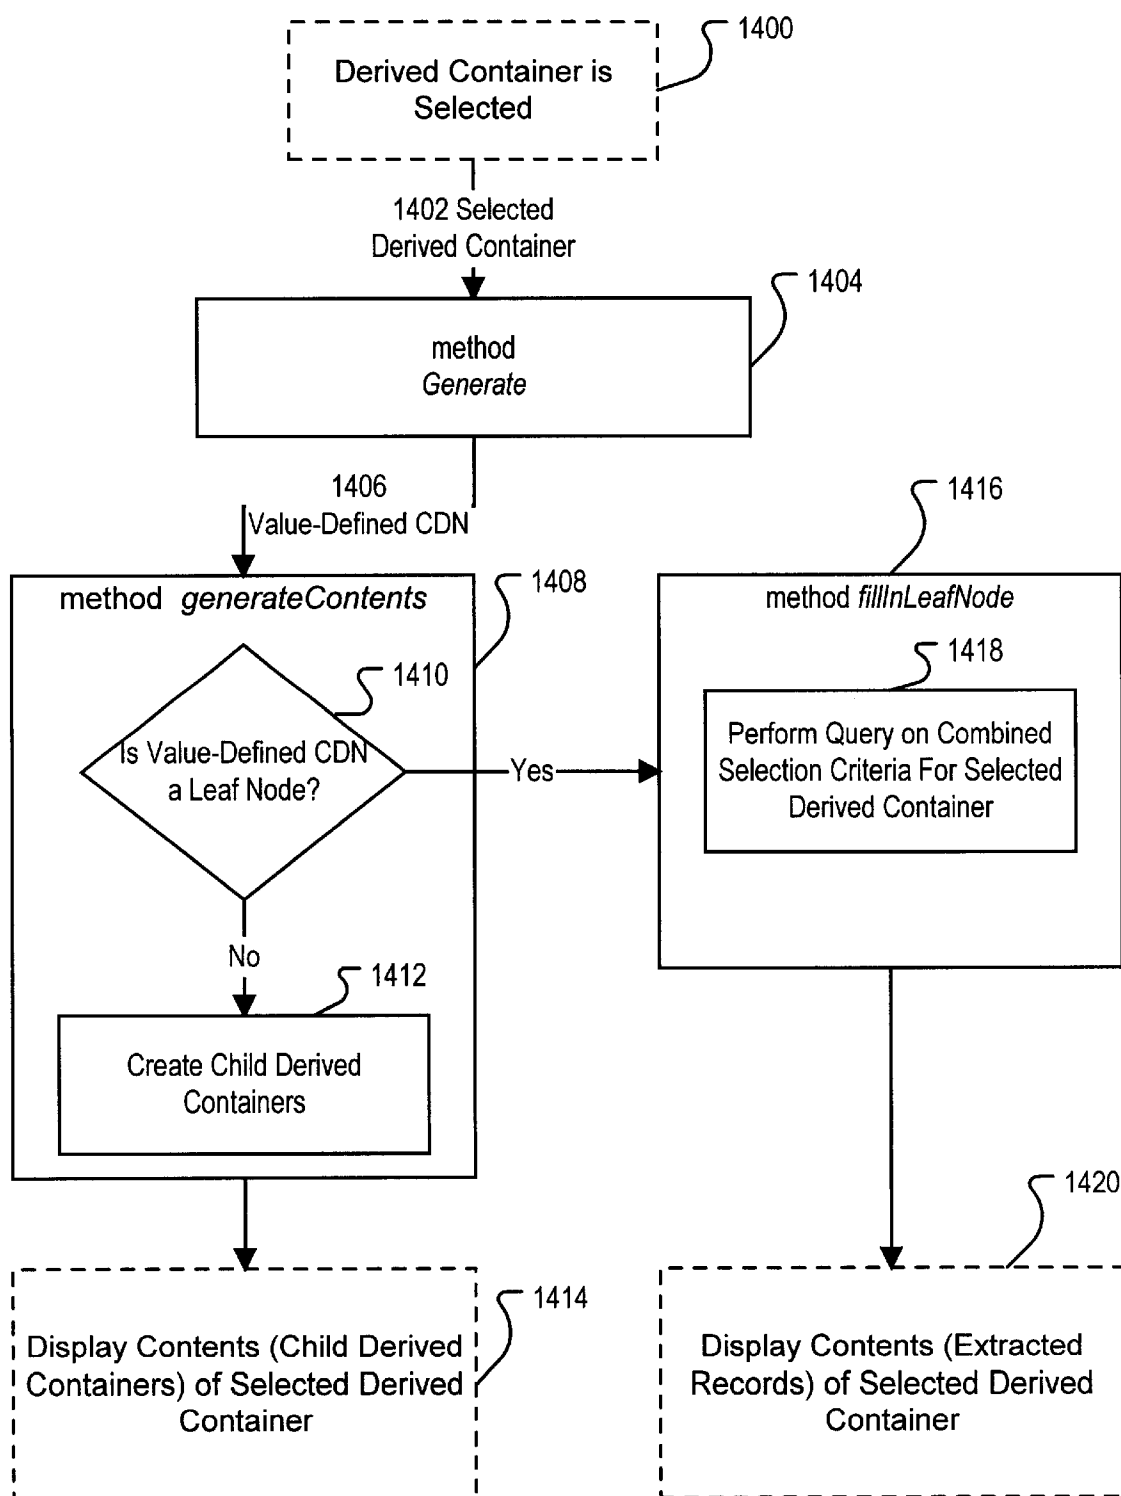 1400
Derived Container is
Selected
1402 Selected
Derived Container
1404
method
Generate
1406
Value-Defined CDN
1408
method generateContents
1410
Is Value-Defined CDN
a Leaf Node?
Yes
No
1412
Create Child Derived
Containers
1416
method fillInLeafNode
1418
Perform Query on Combined
Selection Criteria For Selected
Derived Container
1414
Display Contents (Child Derived
Containers) of Selected Derived
Container
1420
Display Contents (Extracted
Records) of Selected Derived
Container